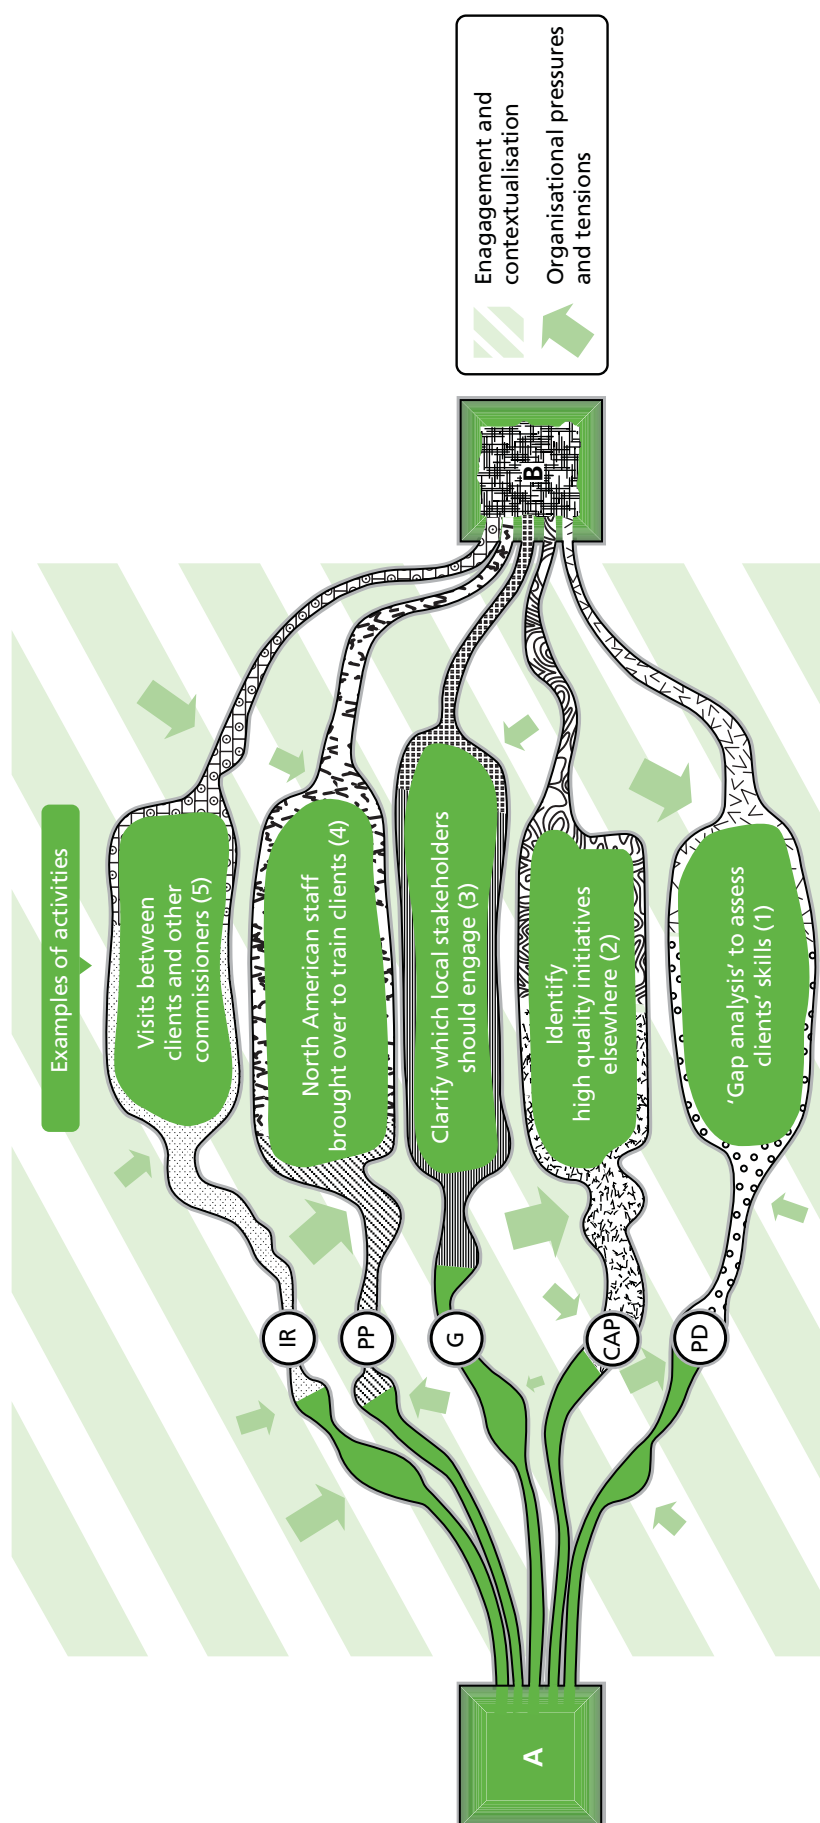 Examples of activities
Visits between
clients and other
commissioners (5)
North American staff
brought over to train clients (4)
Clarify which local stakeholders
should engage (3)
Identify
high quality initiatives
elsewhere (2)
‘Gap analysis’ to assess
clients’ skills (1)
A
IR
PP
G
CAP
PD
B
Enagagement and
contextualisation
Organisational pressures
and tensions